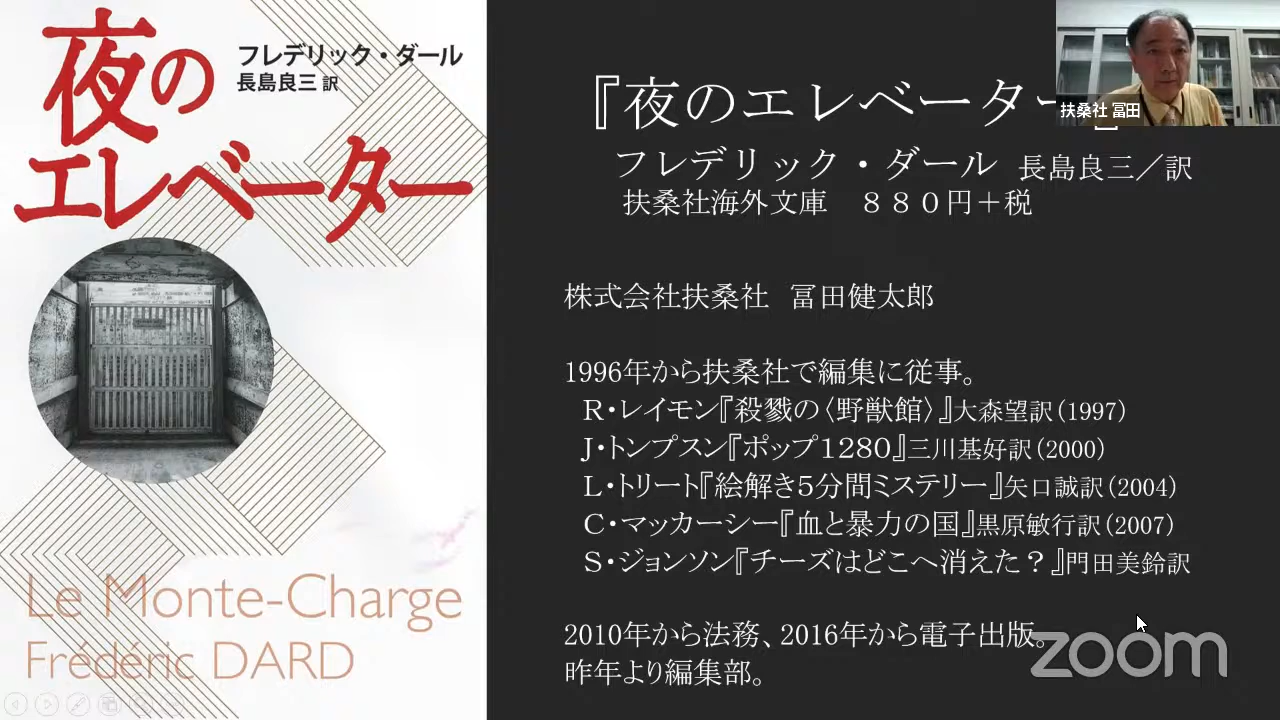 夜の
エレベーター
フレデリック・ダール
長島良三 訳
Le Monte-Charge
Frédéric DARD
『夜のエレベーター』
扶桑社 冨田
フレデリック・ダール 長島良三／訳
扶桑社海外文庫 ８８０円＋税
株式会社扶桑社 冨田健太郎
1996年から扶桑社で編集に従事。
Ｒ・レイモン『殺戮の〈野獣館〉』大森望訳（1997）
Ｊ・トンプスン『ポップ１２８０』三川基好訳（2000）
Ｌ・トリート『絵解き５分間ミステリー』矢口誠訳（2004）
Ｃ・マッカーシー『血と暴力の国』黒原敏行訳（2007）
Ｓ・ジョンソン『チーズはどこへ消えた？』門田美鈴訳
2010年から法務、2016年から電子出版。
昨年より編集部。
zoom